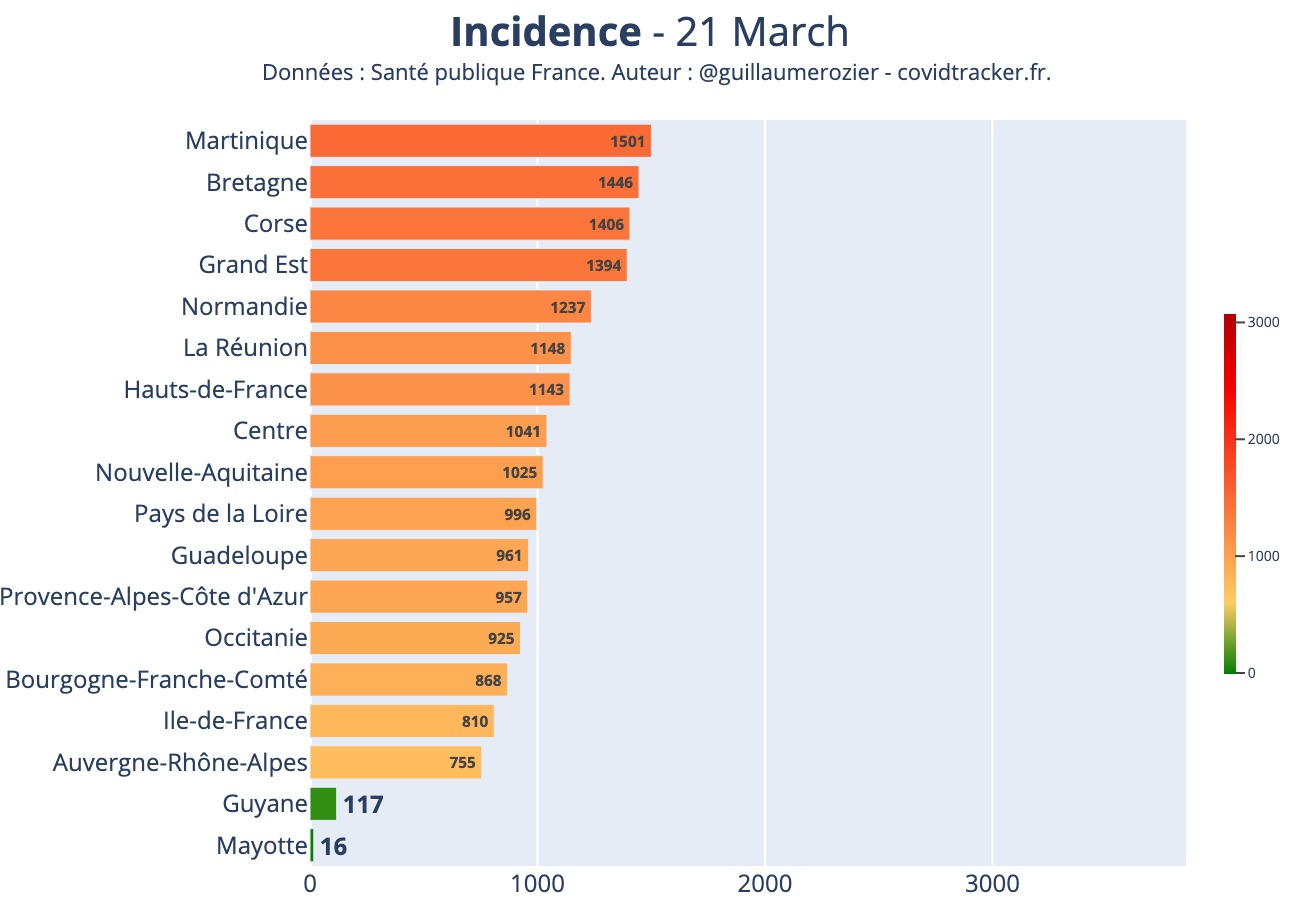 Incidence - 21 March
Données : Santé publique France. Auteur : @guillaumerozier - covidtracker.fr.
Martinique 1501
Bretagne 1446
Corse 1406
Grand Est 1394
Normandie 1237
La Réunion 1148
Hauts-de-France 1143
Centre 1041
Nouvelle-Aquitaine 1025
Pays de la Loire 996
Guadeloupe 961
Provence-Alpes-Côte d'Azur 957
Occitanie 925
Bourgogne-Franche-Comté 868
Ile-de-France 810
Auvergne-Rhône-Alpes 755
Guyane 117
Mayotte 16
0 1000 2000 3000
3000
2000
1000
0